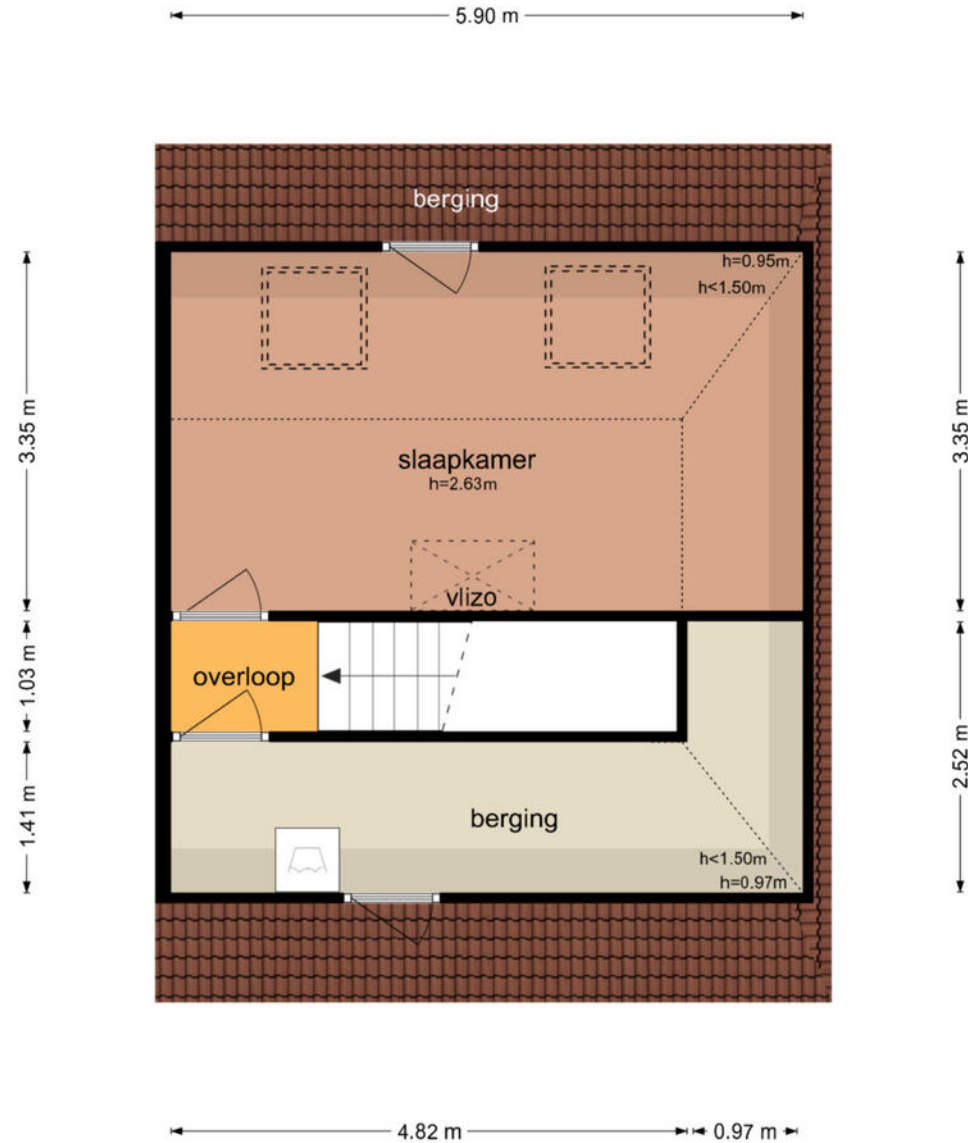 5.90 m
berging
h=0.95m
h<1.50m
3.35 m
3.35 m
slaapkamer
h=2.63m
vlizo
overloop
1.03 m
2.52 m
1.41 m
berging
h<1.50m
h=0.97m
4.82 m
0.97 m